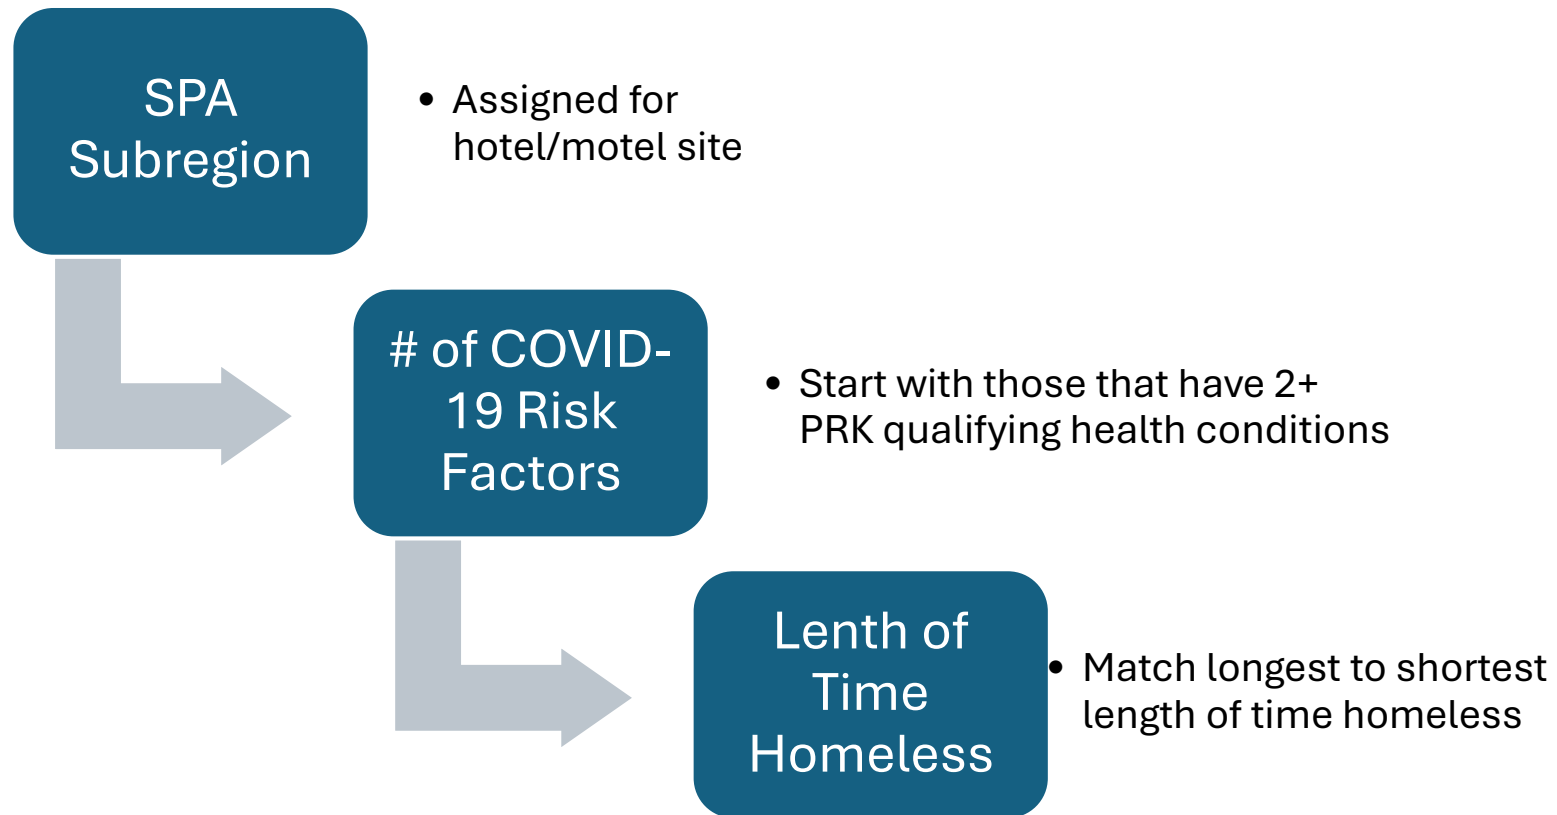 SPA
Subregion
• Assigned for
hotel/motel site
# of COVID-
19 Risk
Factors
• Start with those that have 2+
PRK qualifying health conditions
Lenth of
Time
Homeless
• Match longest to shortest
length of time homeless